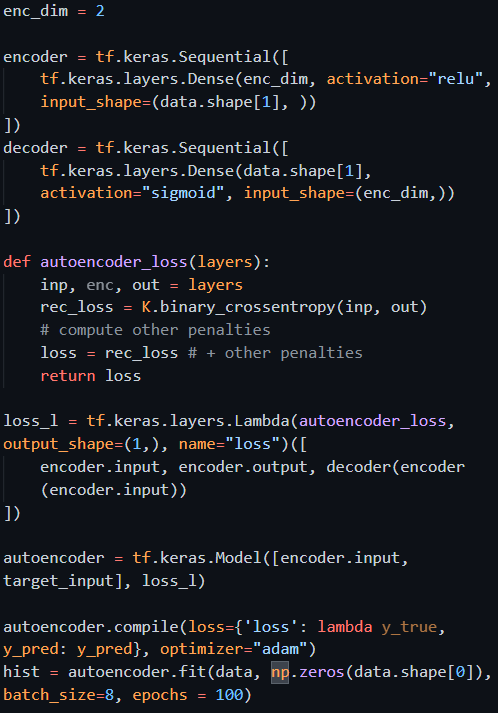 enc_dim = 2
encoder = tf.keras.Sequential([
tf.keras.layers.Dense(enc_dim, activation="relu",
input_shape=(data.shape[1], ))
])
decoder = tf.keras.Sequential([
tf.keras.layers.Dense(data.shape[1],
activation="sigmoid", input_shape=(enc_dim,))
])
def autoencoder_loss(layers):
inp, enc, out = layers
rec_loss = K.binary_crossentropy(inp, out)
# compute other penalties
loss = rec_loss # + other penalties
return loss
loss_l = tf.keras.layers.Lambda(autoencoder_loss,
output_shape=(1,), name="loss")([
encoder.input, encoder.output, decoder(encoder
(encoder.input))
])
autoencoder = tf.keras.Model([encoder.input,
target_input], loss_l)
autoencoder.compile(loss={'loss': lambda y_true,
y_pred: y_pred}, optimizer="adam")
hist = autoencoder.fit(data, np.zeros(data.shape[0]),
batch_size=8, epochs = 100)